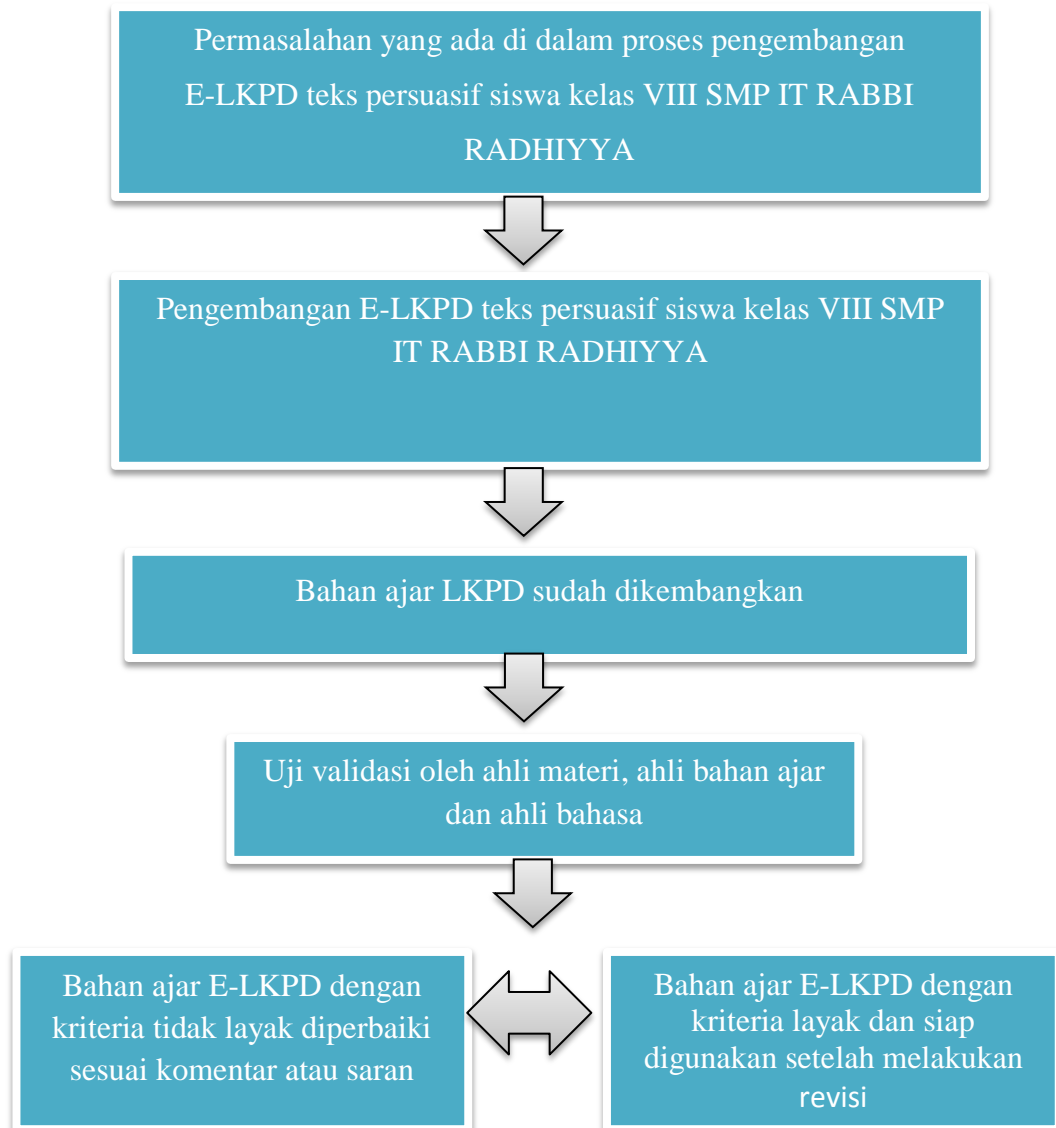 Permasalahan yang ada di dalam proses pengembangan
E-LKPD teks persuasif siswa kelas VIII SMP IT RABBI
RADHIYYA
Pengembangan E-LKPD teks persuasif siswa kelas VIII SMP
IT RABBI RADHIYYA
Bahan ajar LKPD sudah dikembangkan
Uji validasi oleh ahli materi, ahli bahan ajar
dan ahli bahasa
Bahan ajar E-LKPD dengan
kriteria tidak layak diperbaiki
sesuai komentar atau saran
Bahan ajar E-LKPD dengan
kriteria layak dan siap
digunakan setelah melakukan
revisi